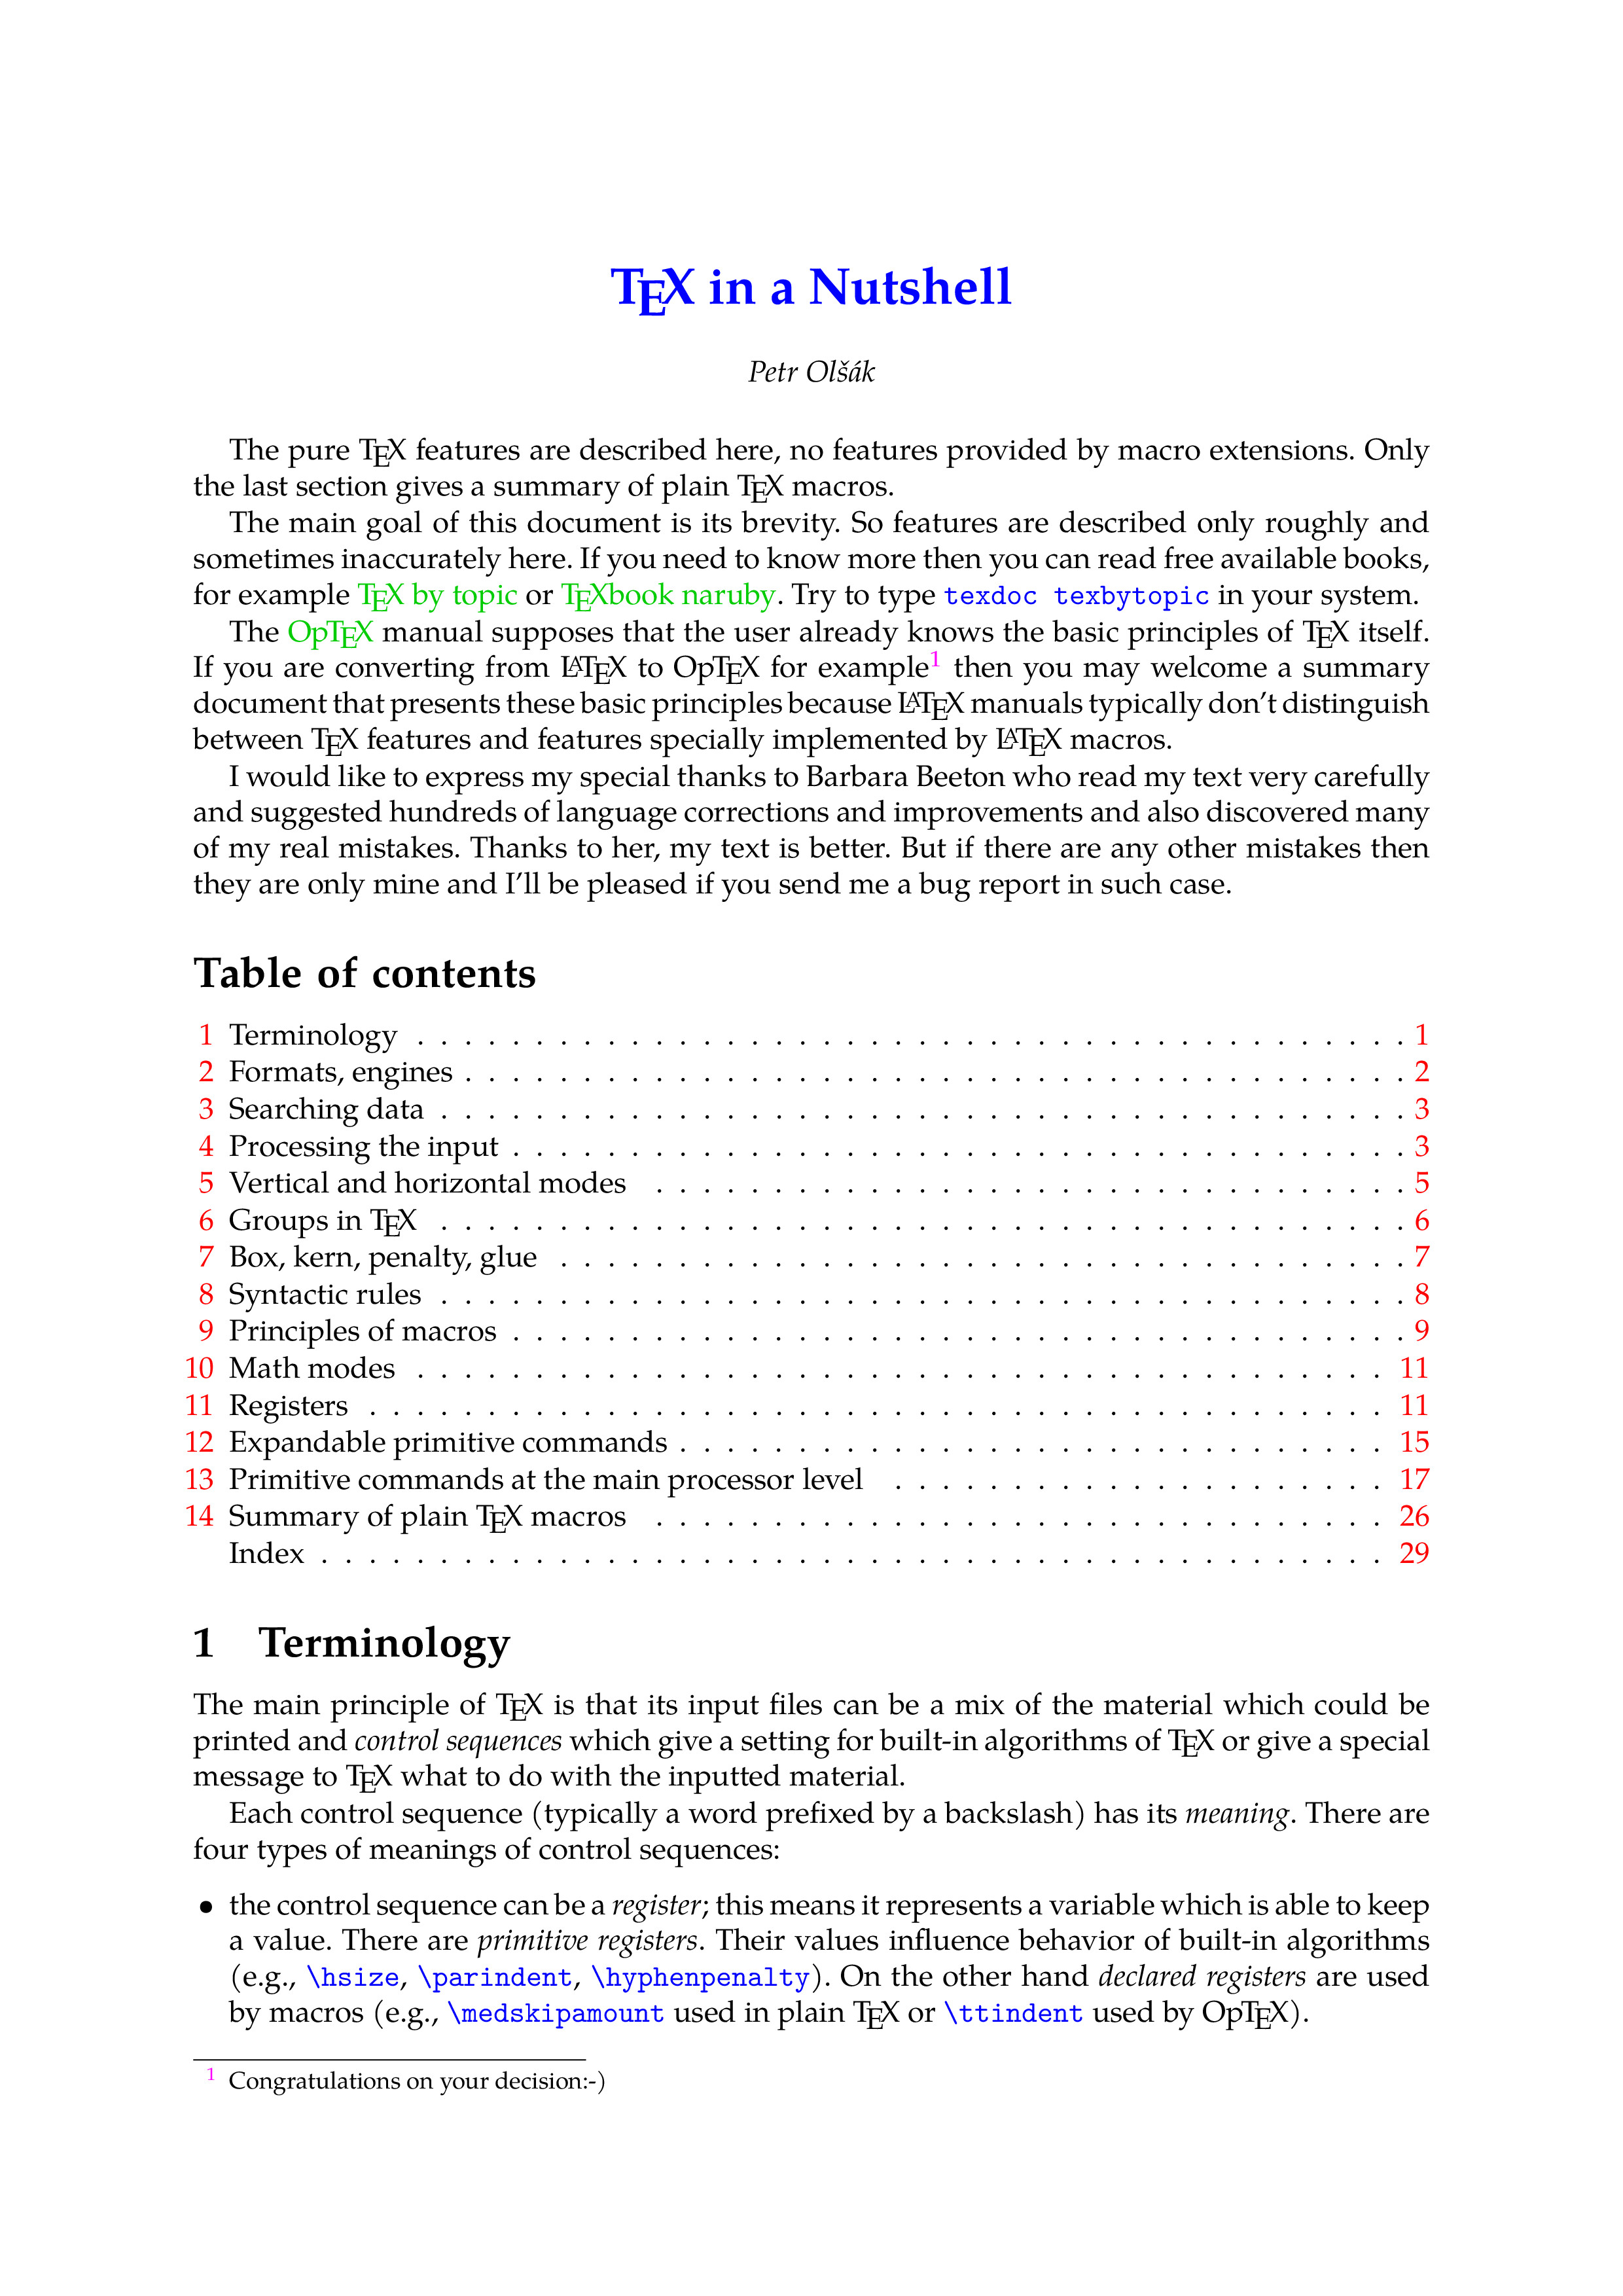 TEX in a Nutshell
Petr Olšák
The pure TEX features are described here, no features provided by macro extensions. Only
the last section gives a summary of plain TEX macros.
The main goal of this document is its brevity. So features are described only roughly and
sometimes inaccurately here. If you need to know more then you can read free available books,
for example TEX by topic or TEXbook naruby. Try to type texdoc texbytopic in your system.
The OpTEX manual supposes that the user already knows the basic principles of TEX itself.
If you are converting from LATEX to OpTEX for example1 then you may welcome a summary
document that presents these basic principles because LATEX manuals typically don't distinguish
between TEX features and features specially implemented by LATEX macros.
I would like to express my special thanks to Barbara Beeton who read my text very carefully
and suggested hundreds of language corrections and improvements and also discovered many
of my real mistakes. Thanks to her, my text is better. But if there are any other mistakes then
they are only mine and I'll be pleased if you send me a bug report in such case.
Table of contents
1 Terminology . . . . . . . . . . . . . . . . . . . . . . . . . . . . . . . . . . . . . . . . . . 1
2 Formats, engines . . . . . . . . . . . . . . . . . . . . . . . . . . . . . . . . . . . . . . . . 2
3 Searching data . . . . . . . . . . . . . . . . . . . . . . . . . . . . . . . . . . . . . . . . . 3
4 Processing the input . . . . . . . . . . . . . . . . . . . . . . . . . . . . . . . . . . . . . . 3
5 Vertical and horizontal modes . . . . . . . . . . . . . . . . . . . . . . . . . . . . . . . . 5
6 Groups in TEX . . . . . . . . . . . . . . . . . . . . . . . . . . . . . . . . . . . . . . . . . 6
7 Box, kern, penalty, glue . . . . . . . . . . . . . . . . . . . . . . . . . . . . . . . . . . . . 7
8 Syntactic rules . . . . . . . . . . . . . . . . . . . . . . . . . . . . . . . . . . . . . . . . . 8
9 Principles of macros . . . . . . . . . . . . . . . . . . . . . . . . . . . . . . . . . . . . . . 9
10 Math modes . . . . . . . . . . . . . . . . . . . . . . . . . . . . . . . . . . . . . . . . . 11
11 Registers . . . . . . . . . . . . . . . . . . . . . . . . . . . . . . . . . . . . . . . . . . . 11
12 Expandable primitive commands . . . . . . . . . . . . . . . . . . . . . . . . . . . . . . 15
13 Primitive commands at the main processor level . . . . . . . . . . . . . . . . . . . . . 17
14 Summary of plain TEX macros . . . . . . . . . . . . . . . . . . . . . . . . . . . . . . . 26
Index . . . . . . . . . . . . . . . . . . . . . . . . . . . . . . . . . . . . . . . . . . . . . 29
1 Terminology
The main principle of TEX is that its input files can be a mix of the material which could be
printed and control sequences which give a setting for built-in algorithms of TEX or give a special
message to TEX what to do with the inputted material.
Each control sequence (typically a word prefixed by a backslash) has its meaning. There are
four types of meanings of control sequences:
• the control sequence can be a register; this means it represents a variable which is able to keep
a value. There are primitive registers. Their values influence behavior of built-in algorithms
(e.g., \hsize, \parindent, \hyphenpenalty). On the other hand declared registers are used
by macros (e.g., \medskipamount used in plain TEX or \ttindent used by OpTEX).
1 Congratulations on your decision:-)